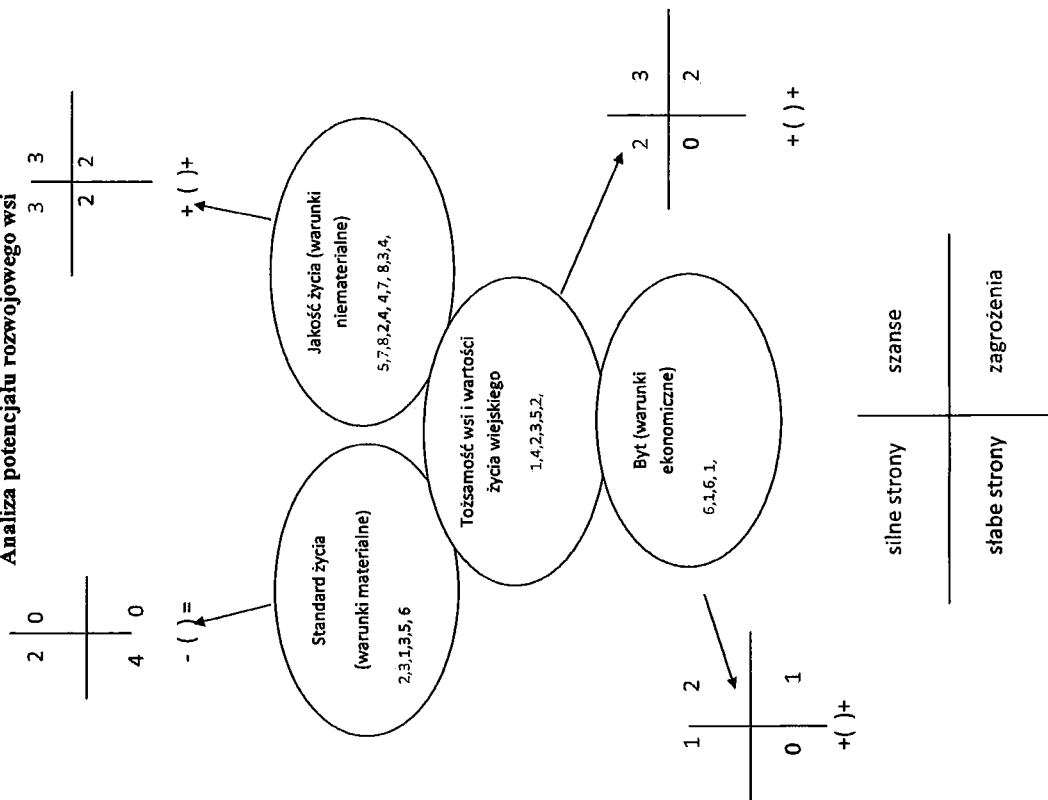 Analiza potencjału rozwojowego wsi
2 0
4 0
- ( )=
3 3
2 2
+ ( )+
Standard życia
(warunki materialne)
2,3,1,3,5, 6
Jakość życia (warunki
niematerialne)
5,7,8,2,4, 4,7, 8,3,4,
Tożsamość wsi i wartości
życia wiejskiego
1,4,2,3,5,2,
2 3
0 2
+ ( ) +
Byt (warunki
ekonomiczne)
6,1,6,1,
1 2
0 1
+( )+
silne strony szanse
słabe strony zagrożenia